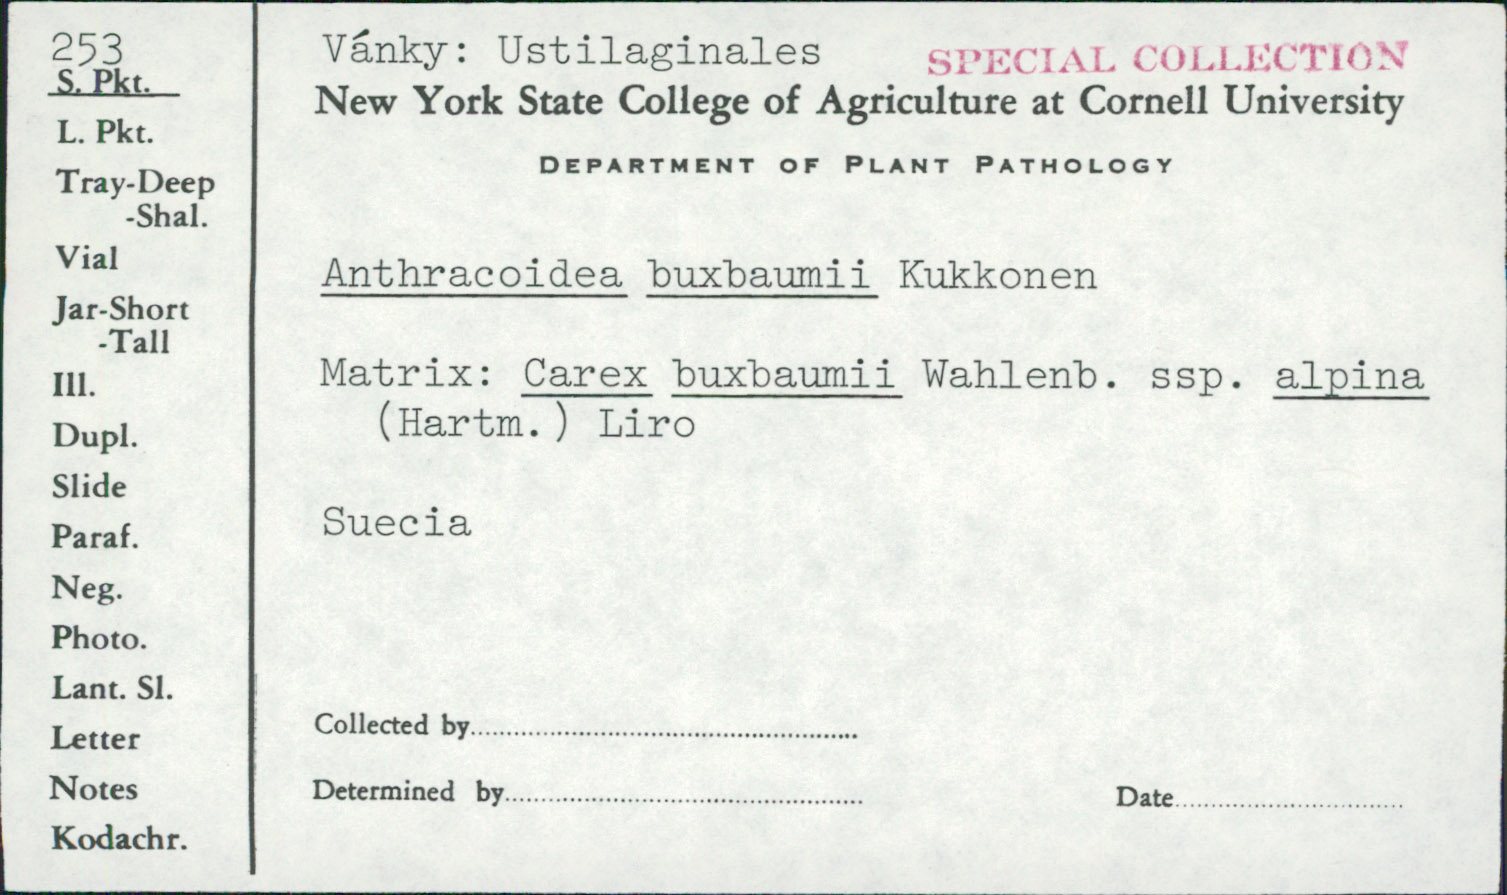 253
S. Pkt.
L. Pkt.
Tray-Deep
-Shal.
Vial
Jar-Short
-Tall
Ill.
Dupl.
Slide
Paraf.
Neg.
Photo.
Lant. Sl.
Letter
Notes
Kodachr.
Vánky: Ustilaginales
SPECIAL COLLECTION
New York State College of Agriculture at Cornell University
DEPARTMENT OF PLANT PATHOLOGY
Anthracoidea buxbaumii Kukkonen
Matrix: Carex buxbaumii Wahlenb. ssp. alpina
(Hartm.) Liro
Suecia
Collected by
Determined by
Date